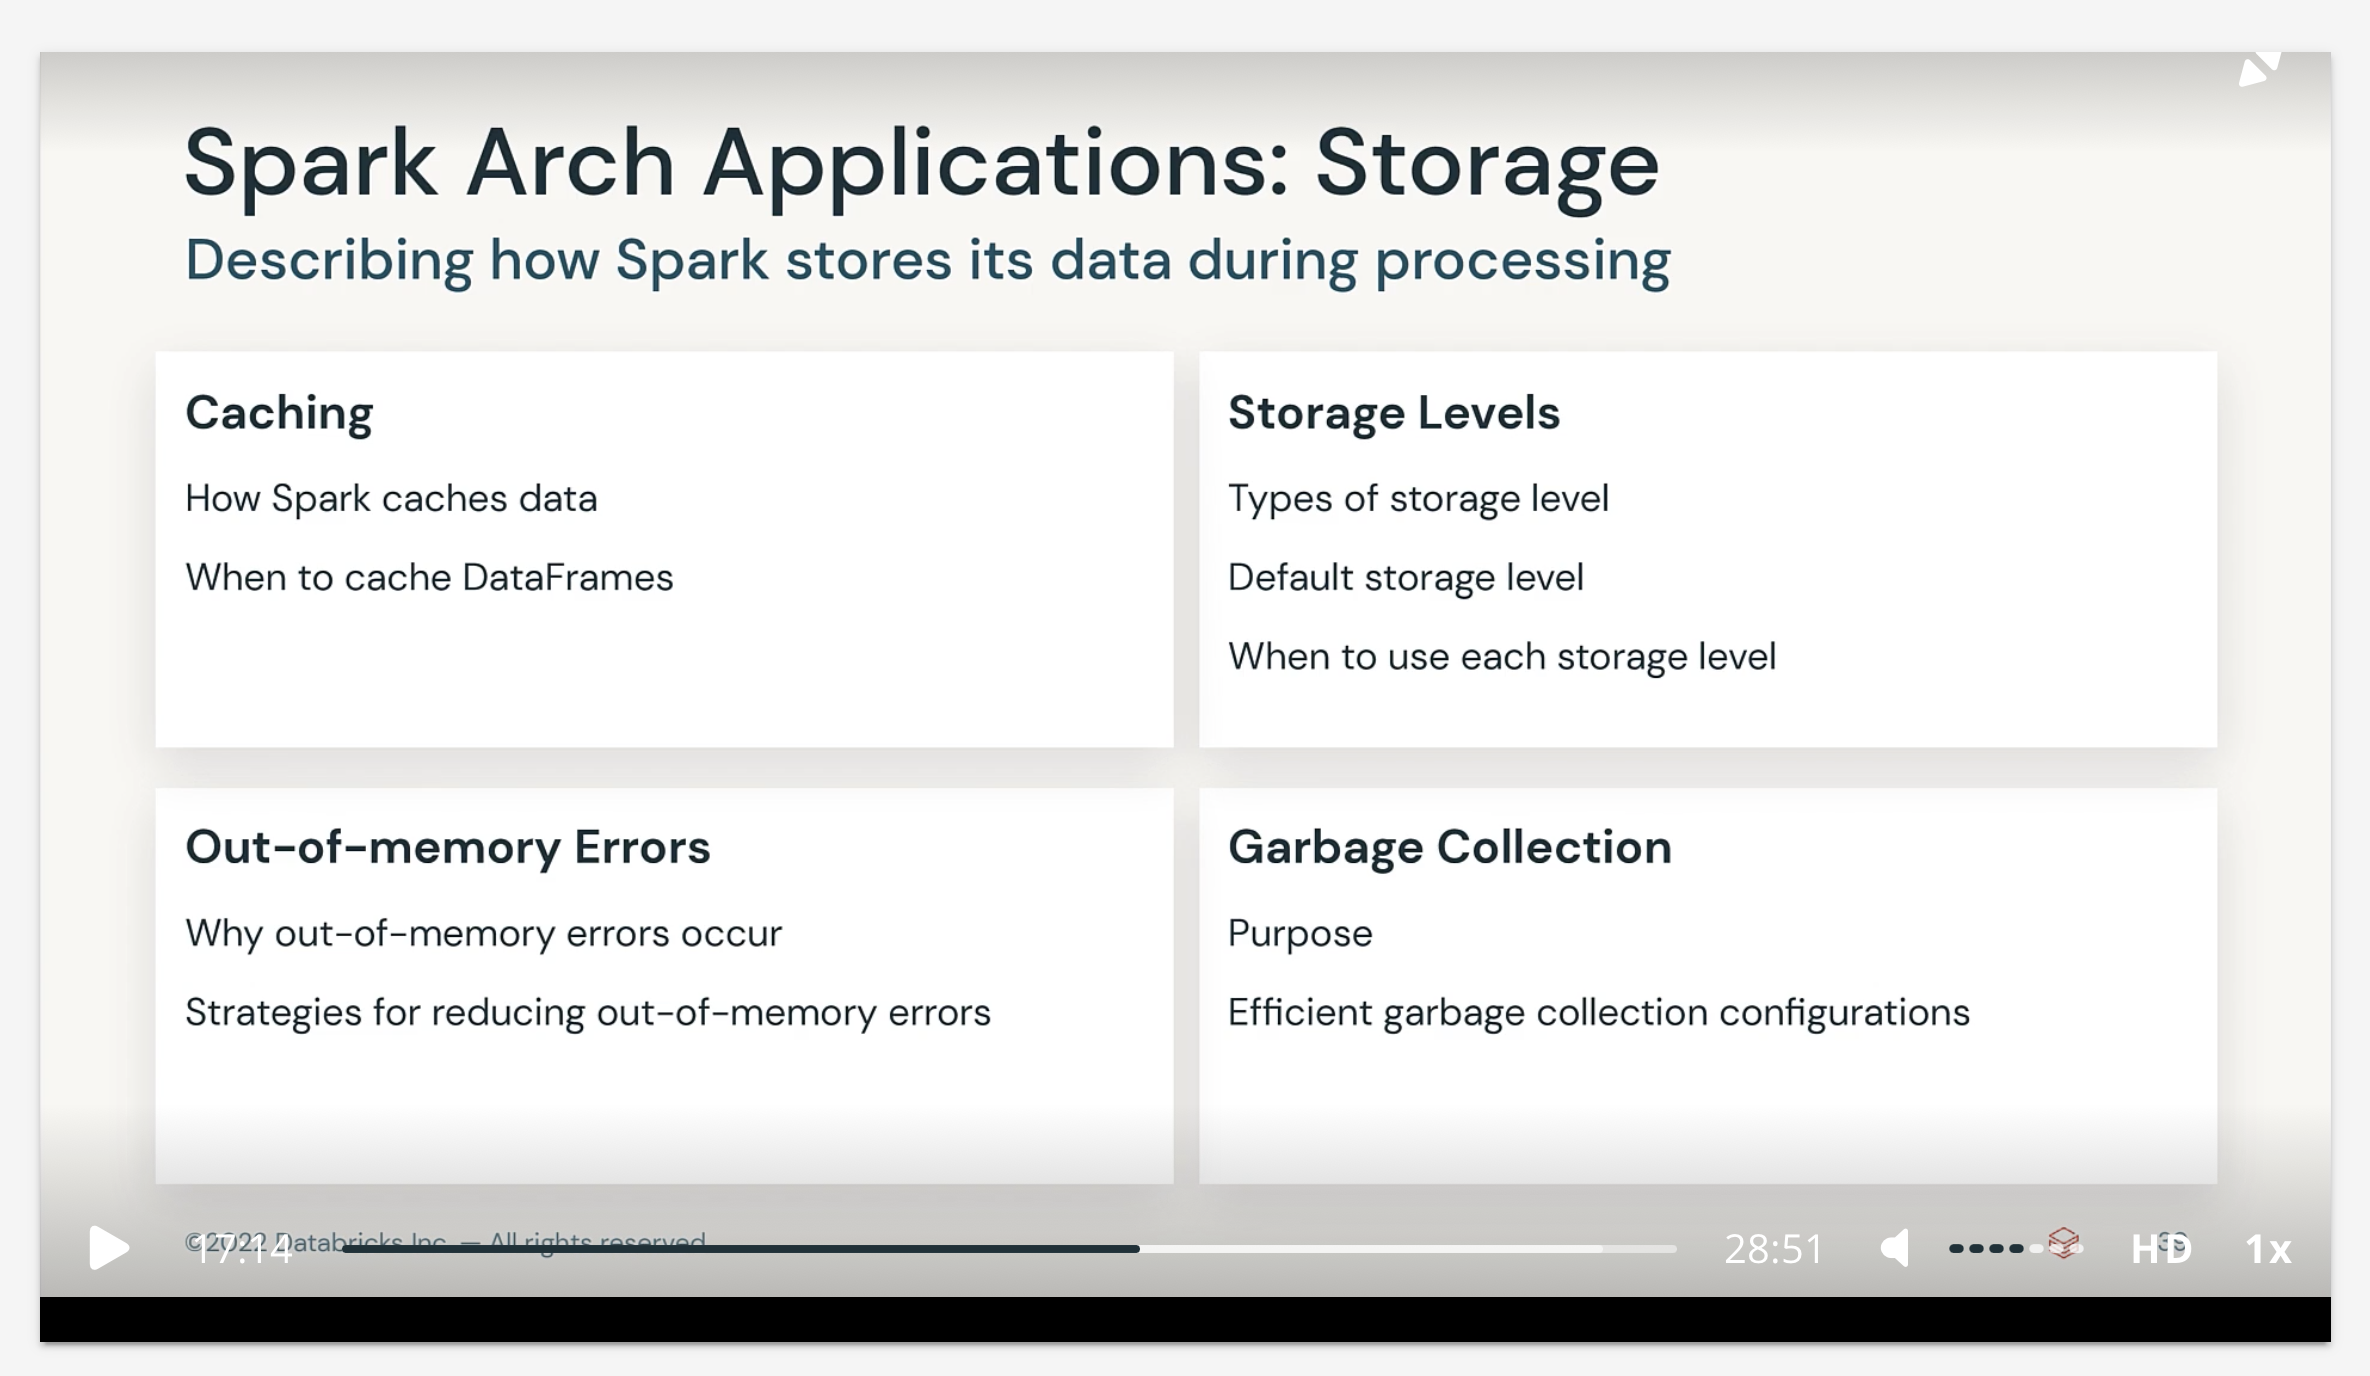 Spark Arch Applications: Storage
Describing how Spark stores its data during processing
Caching
How Spark caches data
When to cache DataFrames
Storage Levels
Types of storage level
Default storage level
When to use each storage level
Out-of-memory Errors
Why out-of-memory errors occur
Strategies for reducing out-of-memory errors
Garbage Collection
Purpose
Efficient garbage collection configurations
©2022 Databricks Inc. — All rights reserved
17:14
28:51
HD
1x